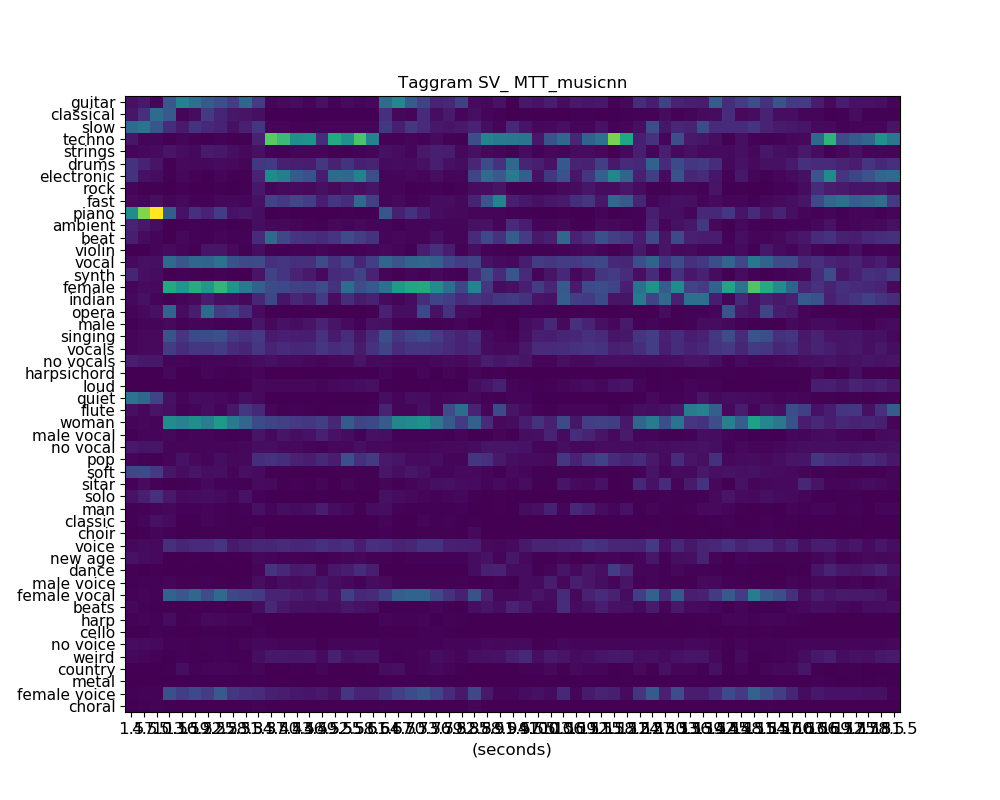 Taggram SV_ MTT_musicnn
guitar
classical
slow
techno
strings
drums
electronic
rock
fast
piano
ambient
beat
violin
vocal
synth
female
indian
opera
male
singing
vocals
no vocals
harpsichord
loud
quiet
flute
woman
male vocal
no vocal
pop
soft
sitar
solo
man
classic
choir
voice
new age
dance
male voice
female vocal
beats
harp
cello
no voice
weird
country
metal
female voice
choral
(seconds)